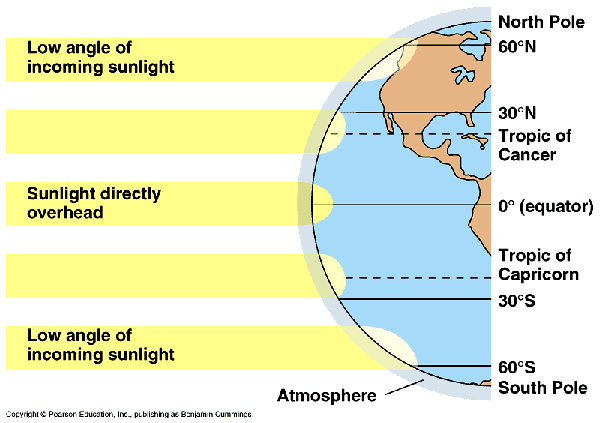 North Pole
Low angle of
incoming sunlight
60°N
30°N
Tropic of
Cancer
Sunlight directly
overhead
0° (equator)
Tropic of
Capricorn
30°S
Low angle of
incoming sunlight
60°S
South Pole
Atmosphere
Copyright © Pearson Education, Inc., publishing as Benjamin Cummings.